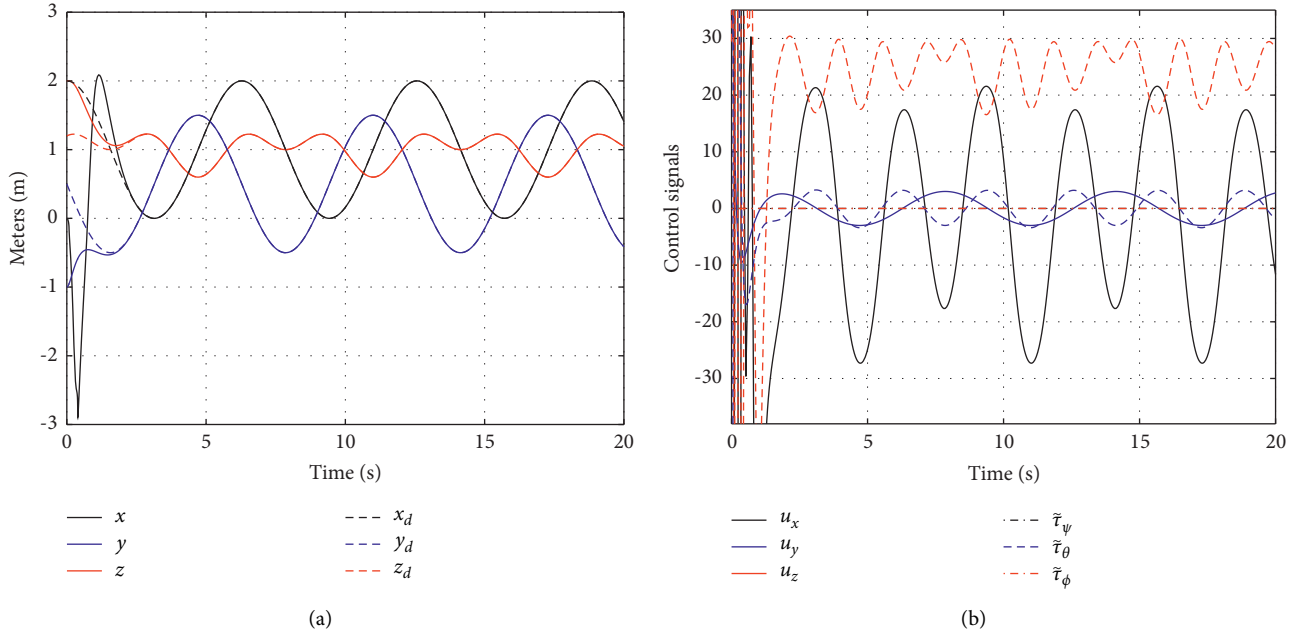 3
2
1
0
-1
-2
-3
Meters (m)
0 5 10 15 20
Time (s)
x
y
z
x_d
y_d
z_d
(a)
30
20
10
0
-10
-20
-30
Control signals
0 5 10 15 20
Time (s)
u_x
u_y
u_z
τ̃_ψ
τ̃_θ
τ̃_ϕ
(b)